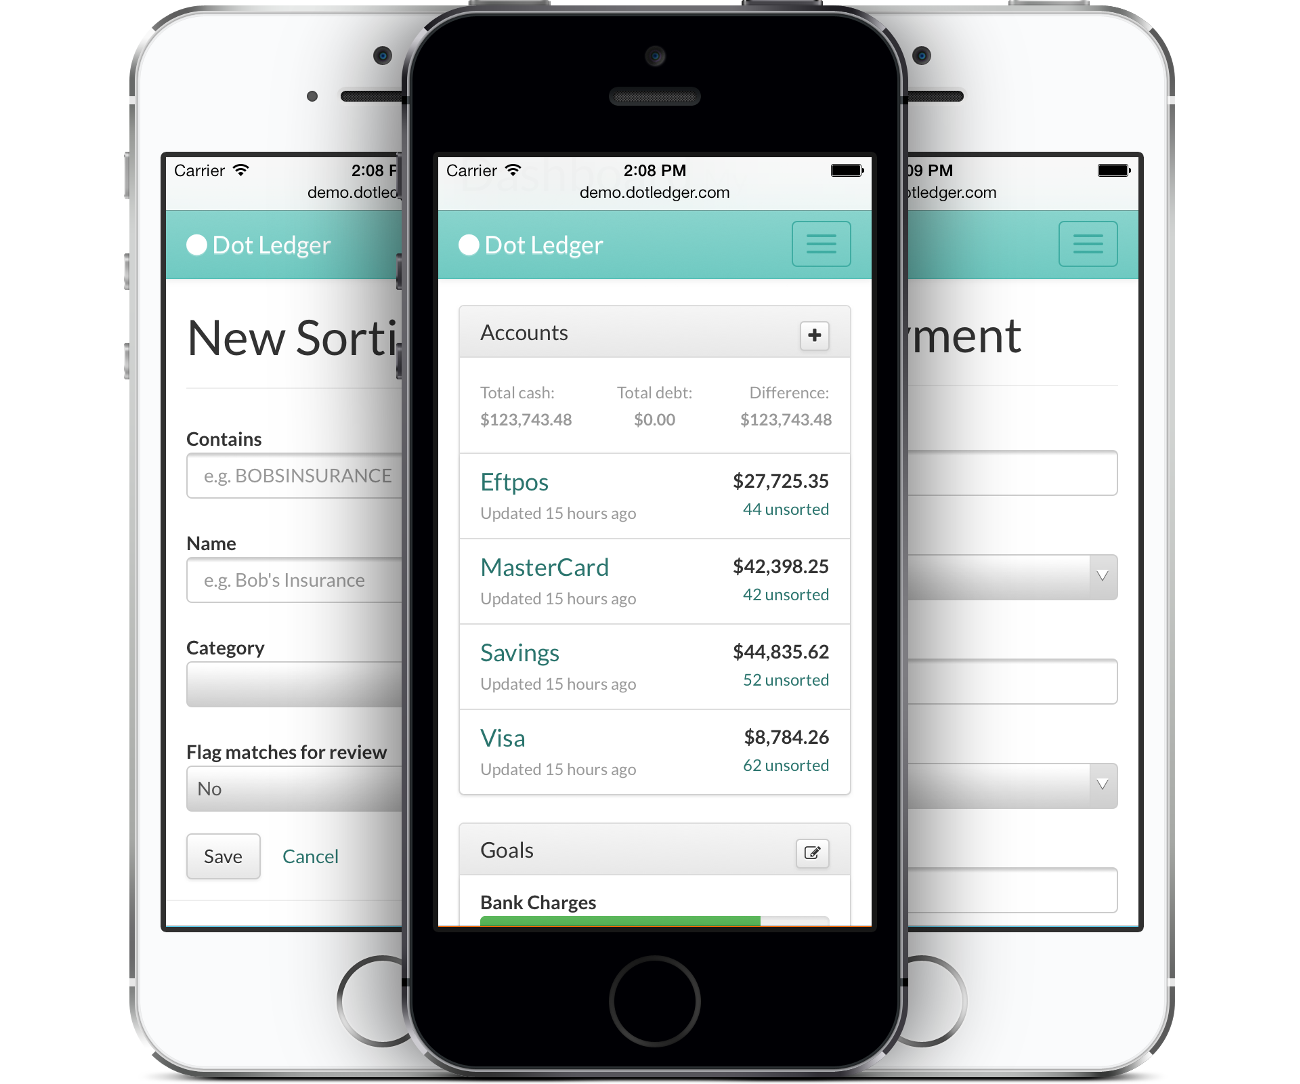 Carrier
2:08 F
demo.dotled
Dot Ledger
New Sorti
Contains
e.g. BOBSINSURANCE
Name
e.g. Bob's Insurance
Category
Flag matches for review
No
Save Cancel
Carrier 2:08 PM
demo.dotledger.com
Dot Ledger
Accounts
Total cash: Total debt: Difference:
$123,743.48 $0.00 $123,743.48
Eftpos $27,725.35
Updated 15 hours ago 44 unsorted
MasterCard $42,398.25
Updated 15 hours ago 42 unsorted
Savings $44,835.62
Updated 15 hours ago 52 unsorted
Visa $8,784.26
Updated 15 hours ago 62 unsorted
Goals
Bank Charges
09 PM
otledger.com
yment